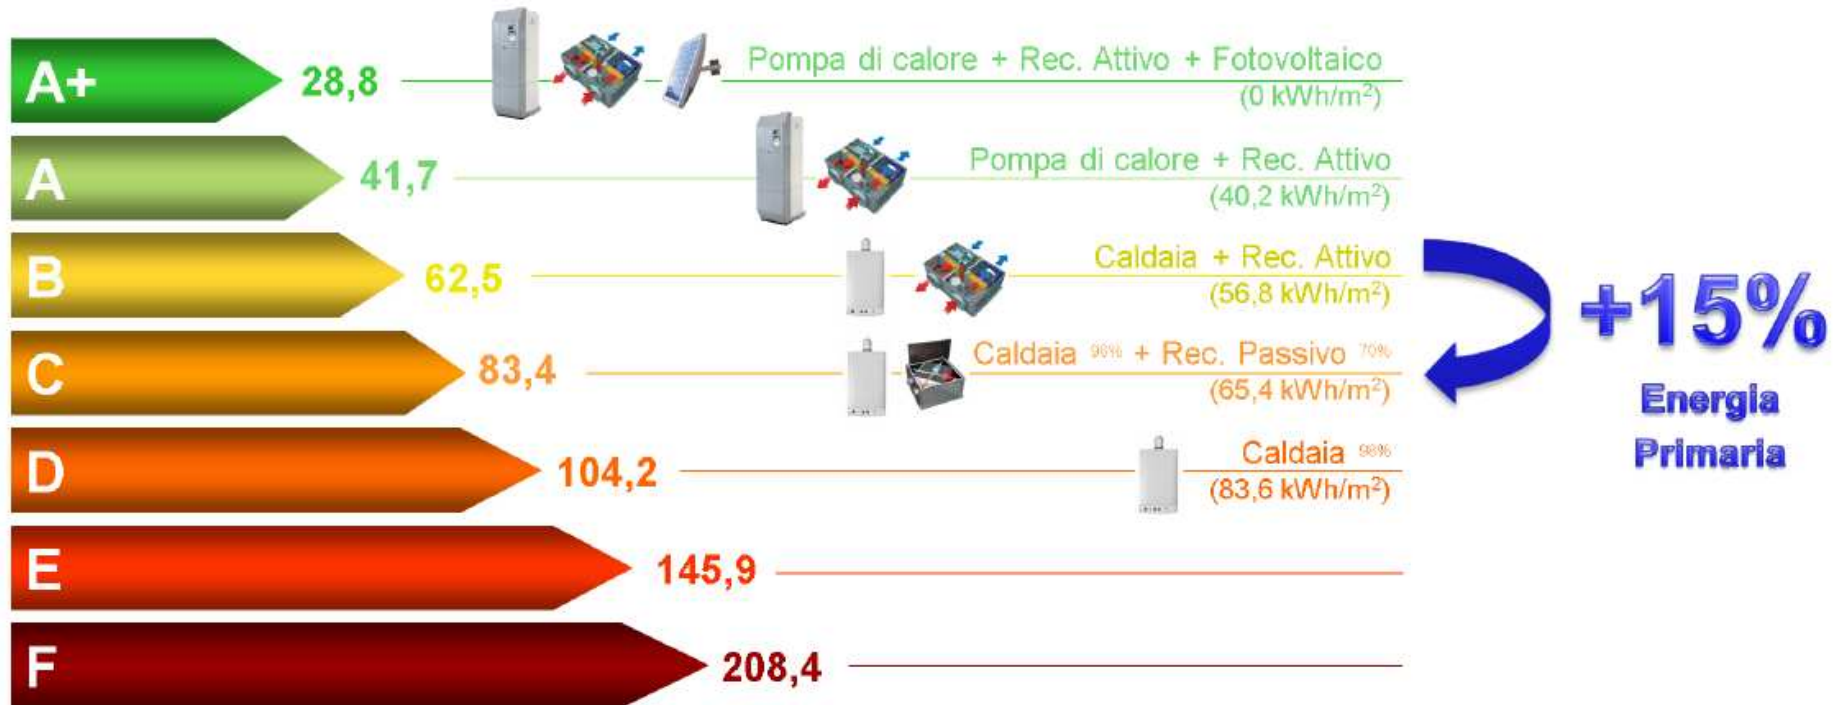 A+ 28,8 Pompa di calore + Rec. Attivo + Fotovoltaico
(0 kWh/m²)
A 41,7 Pompa di calore + Rec. Attivo
(40,2 kWh/m²)
B 62,5 Caldaia + Rec. Attivo
(56,8 kWh/m²)
C 83,4 Caldaia 98% + Rec. Passivo 70%
(65,4 kWh/m²)
D 104,2 Caldaia 98%
(83,6 kWh/m²)
E 145,9
F 208,4
+15%
Energia
Primaria